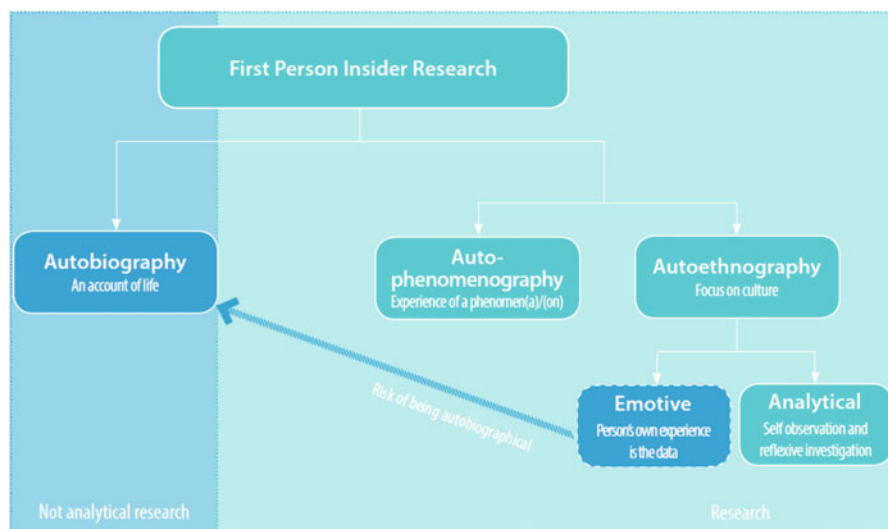 First Person Insider Research
Autobiography
An account of life
Auto-
phenomenography
Experience of a phenomen(a)/(on)
Autoethnography
Focus on culture
Risk of being autobiographical
Emotive
Person's own experience
is the data
Analytical
Self observation and
reflexive investigation
Not analytical research
Research